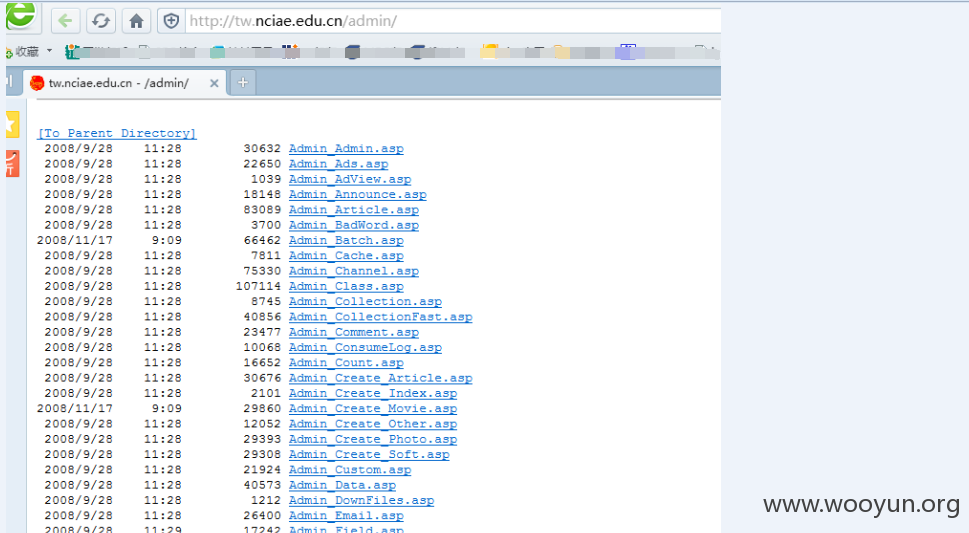 http://tw.nciae.edu.cn/admin/
收藏
tw.nciae.edu.cn - /admin/
[To Parent Directory]
2008/9/28 11:28 30632 Admin_Admin.asp
2008/9/28 11:28 22650 Admin_Ads.asp
2008/9/28 11:28 1039 Admin_AdView.asp
2008/9/28 11:28 18148 Admin_Announce.asp
2008/9/28 11:28 83089 Admin_Article.asp
2008/9/28 11:28 3700 Admin_BadWord.asp
2008/11/17 9:09 66462 Admin_Batch.asp
2008/9/28 11:28 7811 Admin_Cache.asp
2008/9/28 11:28 75330 Admin_Channel.asp
2008/9/28 11:28 107114 Admin_Class.asp
2008/9/28 11:28 8745 Admin_Collection.asp
2008/9/28 11:28 40856 Admin_CollectionFast.asp
2008/9/28 11:28 23477 Admin_Comment.asp
2008/9/28 11:28 10068 Admin_ConsumeLog.asp
2008/9/28 11:28 16652 Admin_Count.asp
2008/9/28 11:28 30676 Admin_Create_Article.asp
2008/9/28 11:28 2101 Admin_Create_Index.asp
2008/11/17 9:09 29860 Admin_Create_Movie.asp
2008/9/28 11:28 12052 Admin_Create_Other.asp
2008/9/28 11:28 29393 Admin_Create_Photo.asp
2008/9/28 11:28 29308 Admin_Create_Soft.asp
2008/9/28 11:28 21924 Admin_Custom.asp
2008/9/28 11:28 40573 Admin_Data.asp
2008/9/28 11:28 1212 Admin_DownFiles.asp
2008/9/28 11:28 26400 Admin_Email.asp
2008/9/28 11:29 17242 Admin_Field.asp
www.wooyun.org